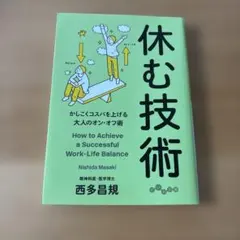 休む技術
かしこくコスパを上げる
大人のオン・オフ術
How to Achieve
a Successful
Work-Life Balance
Nishida Masaki
精神科医・医学博士
西多昌規